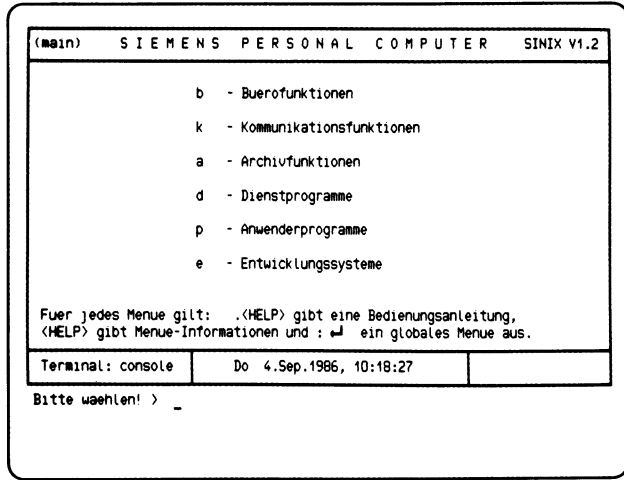 (main) S I E M E N S P E R S O N A L C O M P U T E R SINIX V1.2
b - Buerofunktionen
k - Kommunikationsfunktionen
a - Archivfunktionen
d - Dienstprogramme
p - Anwenderprogramme
e - Entwicklungssysteme
Fuer jedes Menue gilt: .<HELP> gibt eine Bedienungsanleitung,
<HELP> gibt Menue-Informationen und : ↵ ein globales Menue aus.
Terminal: console Do 4.Sep.1986, 10:18:27
Bitte waehlen! > _